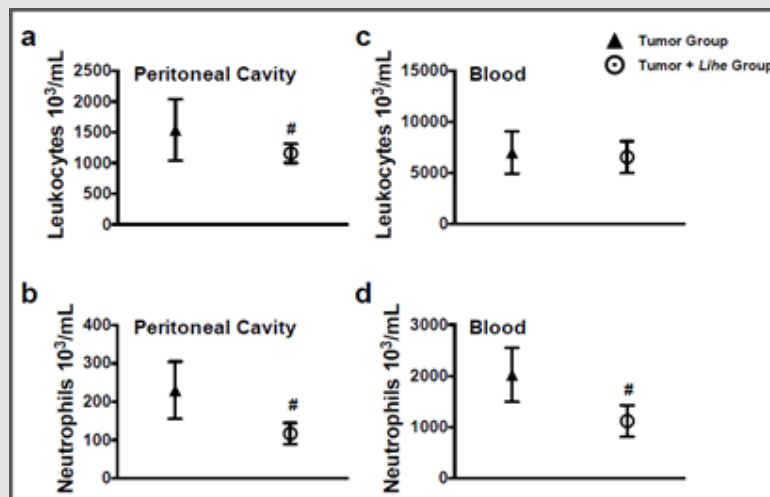 a
Peritoneal Cavity
Leukocytes 10³/mL
2500
2000
1500
1000
500
0
#
c
Blood
Leukocytes 10³/mL
15000
10000
5000
0
Tumor Group
Tumor + Lihe Group
b
Peritoneal Cavity
Neutrophils 10³/mL
400
300
200
100
0
#
d
Blood
Neutrophils 10³/mL
3000
2000
1000
0
#